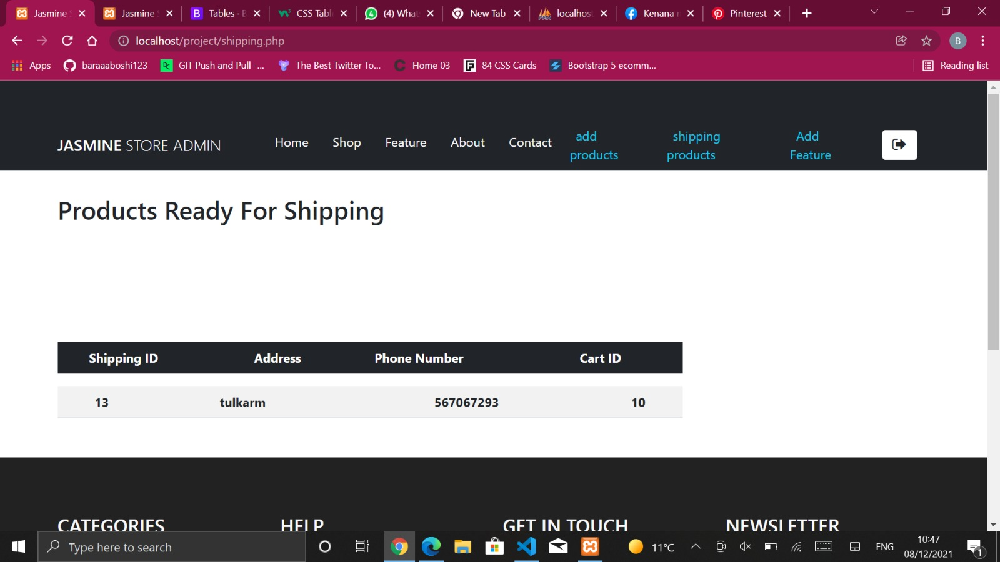 Jasmine S
Jasmine S
Tables · B
CSS Table
(4) Whats
New Tab
localhost
Kenana m
Pinterest
localhost/project/shipping.php
B
Apps
baraaaboshi123
GIT Push and Pull -...
The Best Twitter To...
Home 03
84 CSS Cards
Bootstrap 5 ecomm...
Reading list
JASMINE STORE ADMIN
Home
Shop
Feature
About
Contact
add
products
shipping
products
Add
Feature
Products Ready For Shipping
Shipping ID Address Phone Number Cart ID
13 tulkarm 567067293 10
CATEGORIES HELP GET IN TOUCH NEWSLETTER
Type here to search
11°C
ENG
10:47
08/12/2021
1